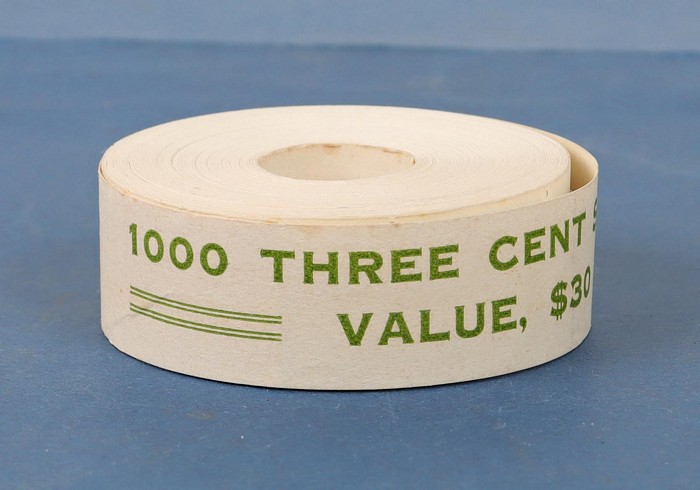 1000 THREE CENT S
VALUE, $30